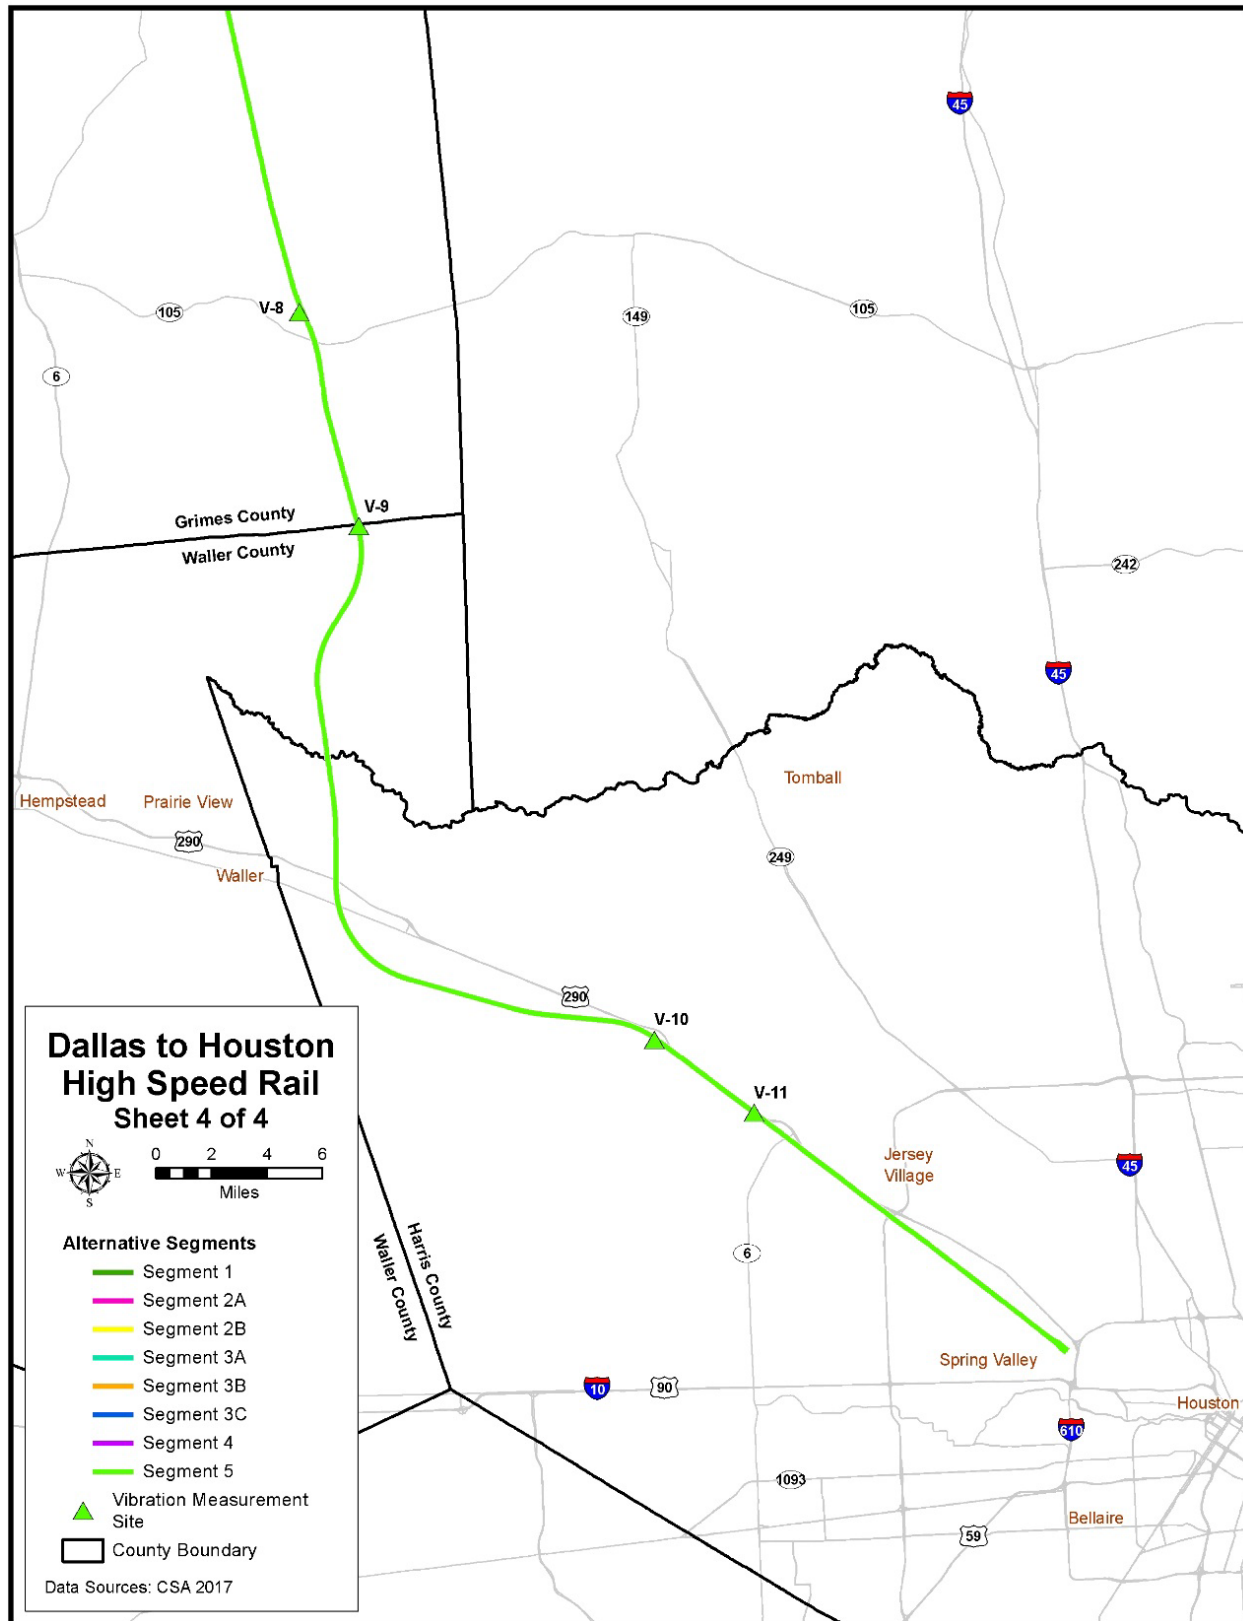 45
105
V-8
149
105
6
V-9
Grimes County
Waller County
242
45
Tomball
Hempstead
Prairie View
290
Waller
249
290
V-10
V-11
Jersey
Village
45
6
Harris County
Waller County
Spring Valley
10
90
Houston
610
1093
Bellaire
59
Dallas to Houston
High Speed Rail
Sheet 4 of 4
N
W E
S
0 2 4 6
Miles
Alternative Segments
Segment 1
Segment 2A
Segment 2B
Segment 3A
Segment 3B
Segment 3C
Segment 4
Segment 5
Vibration Measurement
Site
County Boundary
Data Sources: CSA 2017